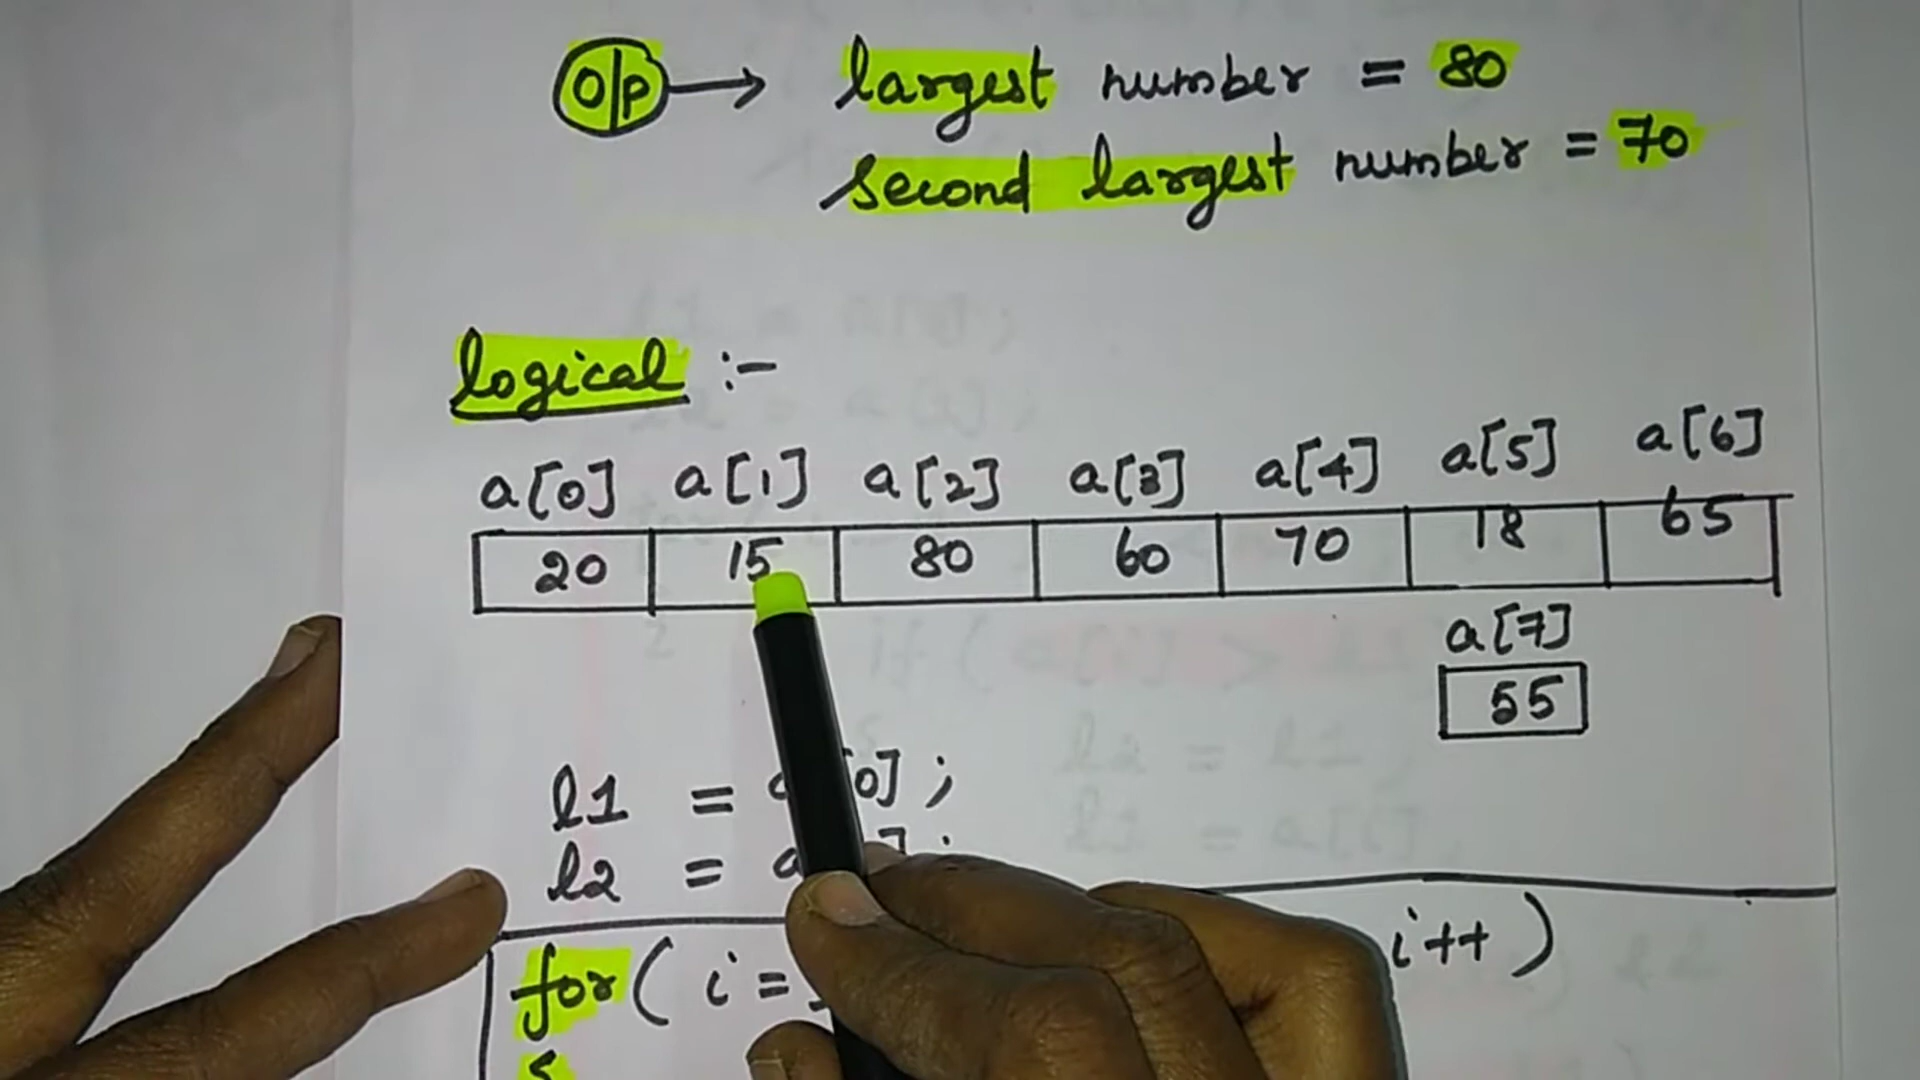 O|P → largest number = 80
second largest number = 70
logical :-
a[0] a[1] a[2] a[3] a[4] a[5] a[6]
20 15 80 60 70 18 65
a[7]
55
l1 = a[0];
l2 = a
for( i = i++ )